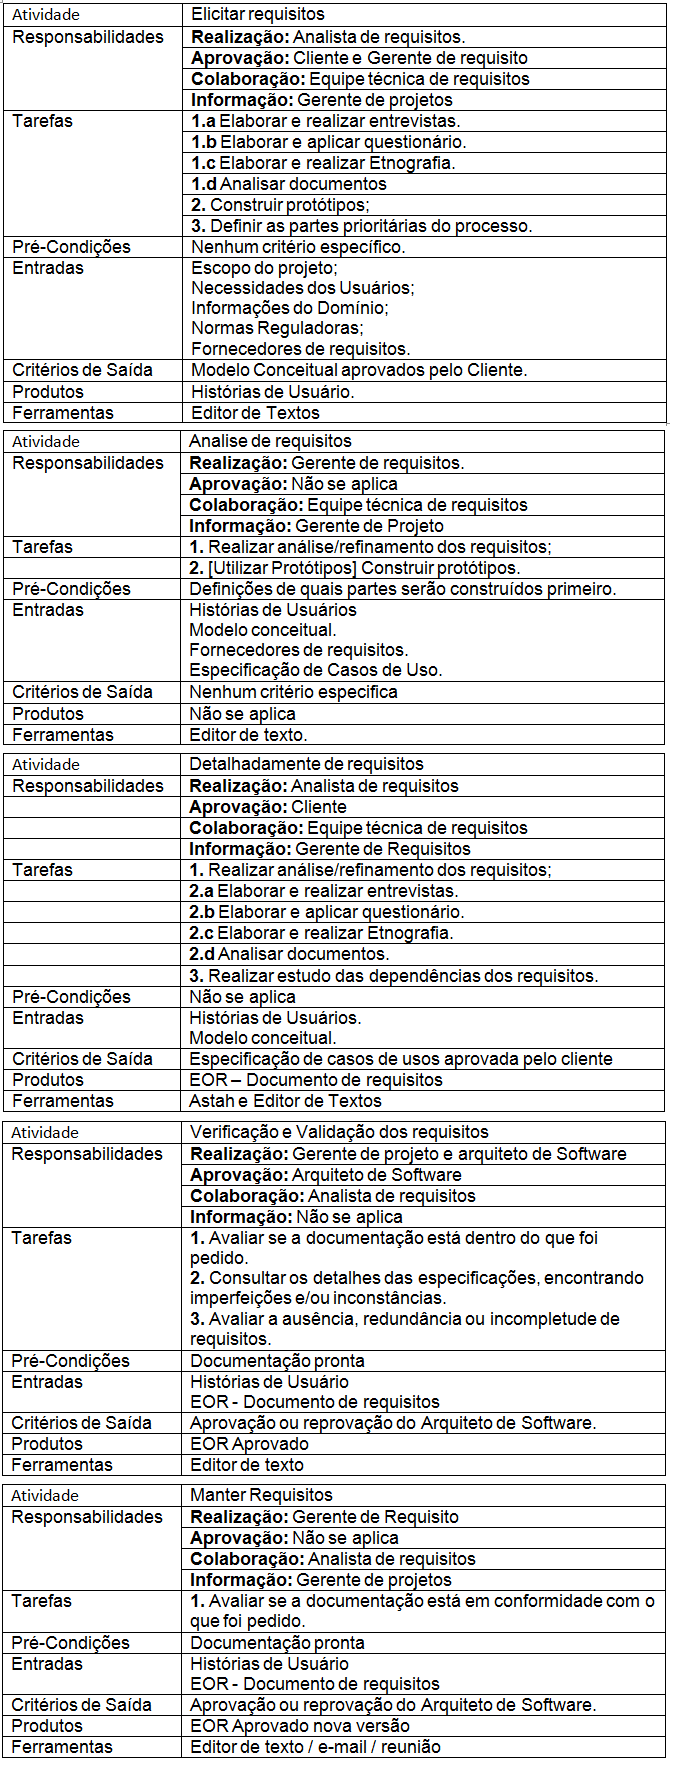 Atividade Elicitar requisitos
Responsabilidades Realização: Analista de requisitos.
Aprovação: Cliente e Gerente de requisito
Colaboração: Equipe técnica de requisitos
Informação: Gerente de projetos
Tarefas 1.a Elaborar e realizar entrevistas.
1.b Elaborar e aplicar questionário.
1.c Elaborar e realizar Etnografia.
1.d Analisar documentos
2. Construir protótipos;
3. Definir as partes prioritárias do processo.
Pré-Condições Nenhum critério específico.
Entradas Escopo do projeto;
Necessidades dos Usuários;
Informações do Domínio;
Normas Reguladoras;
Fornecedores de requisitos.
Critérios de Saída Modelo Conceitual aprovados pelo Cliente.
Produtos Histórias de Usuário.
Ferramentas Editor de Textos
Atividade Analise de requisitos
Responsabilidades Realização: Gerente de requisitos.
Aprovação: Não se aplica
Colaboração: Equipe técnica de requisitos
Informação: Gerente de Projeto
Tarefas 1. Realizar análise/refinamento dos requisitos;
2. [Utilizar Protótipos] Construir protótipos.
Pré-Condições Definições de quais partes serão construídos primeiro.
Entradas Histórias de Usuários
Modelo conceitual.
Fornecedores de requisitos.
Especificação de Casos de Uso.
Critérios de Saída Nenhum critério especifica
Produtos Não se aplica
Ferramentas Editor de texto.
Atividade Detalhadamente de requisitos
Responsabilidades Realização: Analista de requisitos
Aprovação: Cliente
Colaboração: Equipe técnica de requisitos
Informação: Gerente de Requisitos
Tarefas 1. Realizar análise/refinamento dos requisitos;
2.a Elaborar e realizar entrevistas.
2.b Elaborar e aplicar questionário.
2.c Elaborar e realizar Etnografia.
2.d Analisar documentos.
3. Realizar estudo das dependências dos requisitos.
Pré-Condições Não se aplica
Entradas Histórias de Usuários.
Modelo conceitual.
Critérios de Saída Especificação de casos de usos aprovada pelo cliente
Produtos EOR – Documento de requisitos
Ferramentas Astah e Editor de Textos
Atividade Verificação e Validação dos requisitos
Responsabilidades Realização: Gerente de projeto e arquiteto de Software
Aprovação: Arquiteto de Software
Colaboração: Analista de requisitos
Informação: Não se aplica
Tarefas 1. Avaliar se a documentação está dentro do que foi
pedido.
2. Consultar os detalhes das especificações, encontrando
imperfeições e/ou inconstâncias.
3. Avaliar a ausência, redundância ou incompletude de
requisitos.
Pré-Condições Documentação pronta
Entradas Histórias de Usuário
EOR - Documento de requisitos
Critérios de Saída Aprovação ou reprovação do Arquiteto de Software.
Produtos EOR Aprovado
Ferramentas Editor de texto
Atividade Manter Requisitos
Responsabilidades Realização: Gerente de Requisito
Aprovação: Não se aplica
Colaboração: Analista de requisitos
Informação: Gerente de projetos
Tarefas 1. Avaliar se a documentação está em conformidade com o
que foi pedido.
Pré-Condições Documentação pronta
Entradas Histórias de Usuário
EOR - Documento de requisitos
Critérios de Saída Aprovação ou reprovação do Arquiteto de Software.
Produtos EOR Aprovado nova versão
Ferramentas Editor de texto / e-mail / reunião